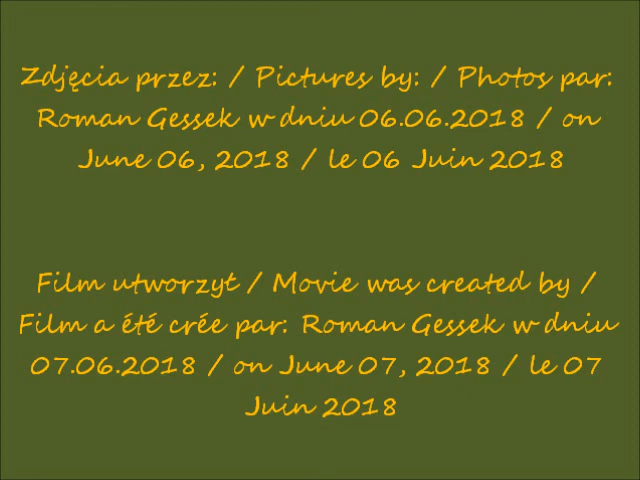 Zdjęcia przez: / Pictures by: / Photos par:
Roman Gessek w dniu 06.06.2018 / on
June 06, 2018 / le 06 Juin 2018
Film utworzył / Movie was created by /
Film a été crée par: Roman Gessek w dniu
07.06.2018 / on June 07, 2018 / le 07
Juin 2018